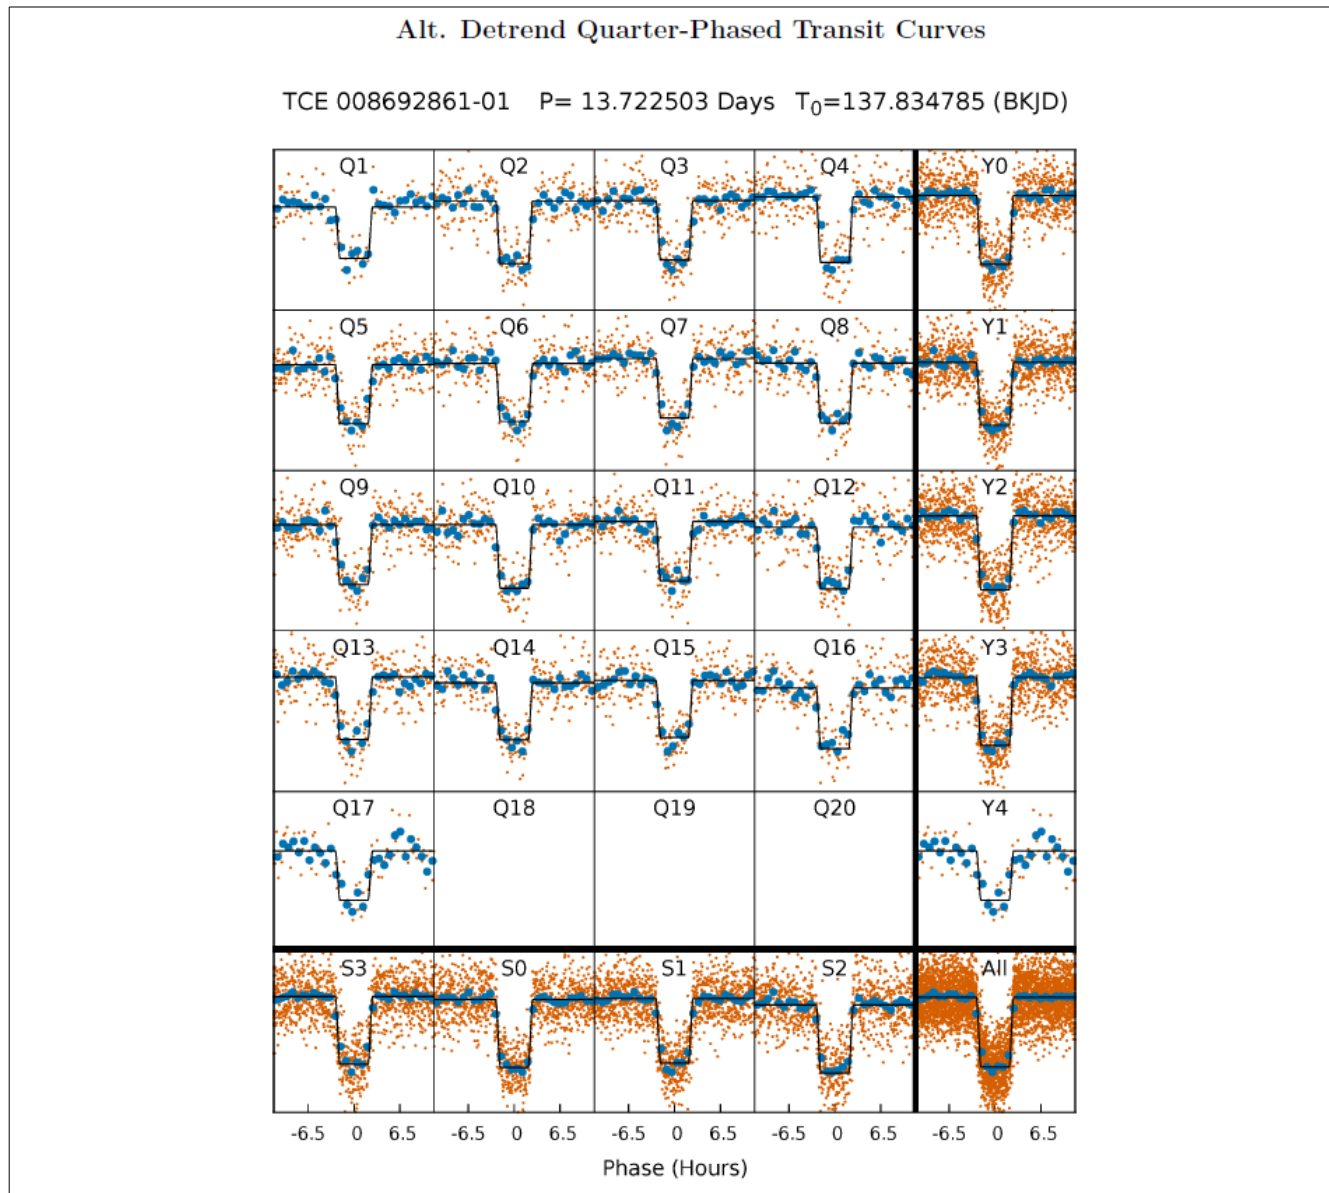 Alt. Detrend Quarter-Phased Transit Curves
TCE 008692861-01 P= 13.722503 Days T0=137.834785 (BKJD)
Q1 Q2 Q3 Q4 Y0
Q5 Q6 Q7 Q8 Y1
Q9 Q10 Q11 Q12 Y2
Q13 Q14 Q15 Q16 Y3
Q17 Q18 Q19 Q20 Y4
S3 S0 S1 S2 All
-6.5 0 6.5 -6.5 0 6.5 -6.5 0 6.5 -6.5 0 6.5 -6.5 0 6.5
Phase (Hours)